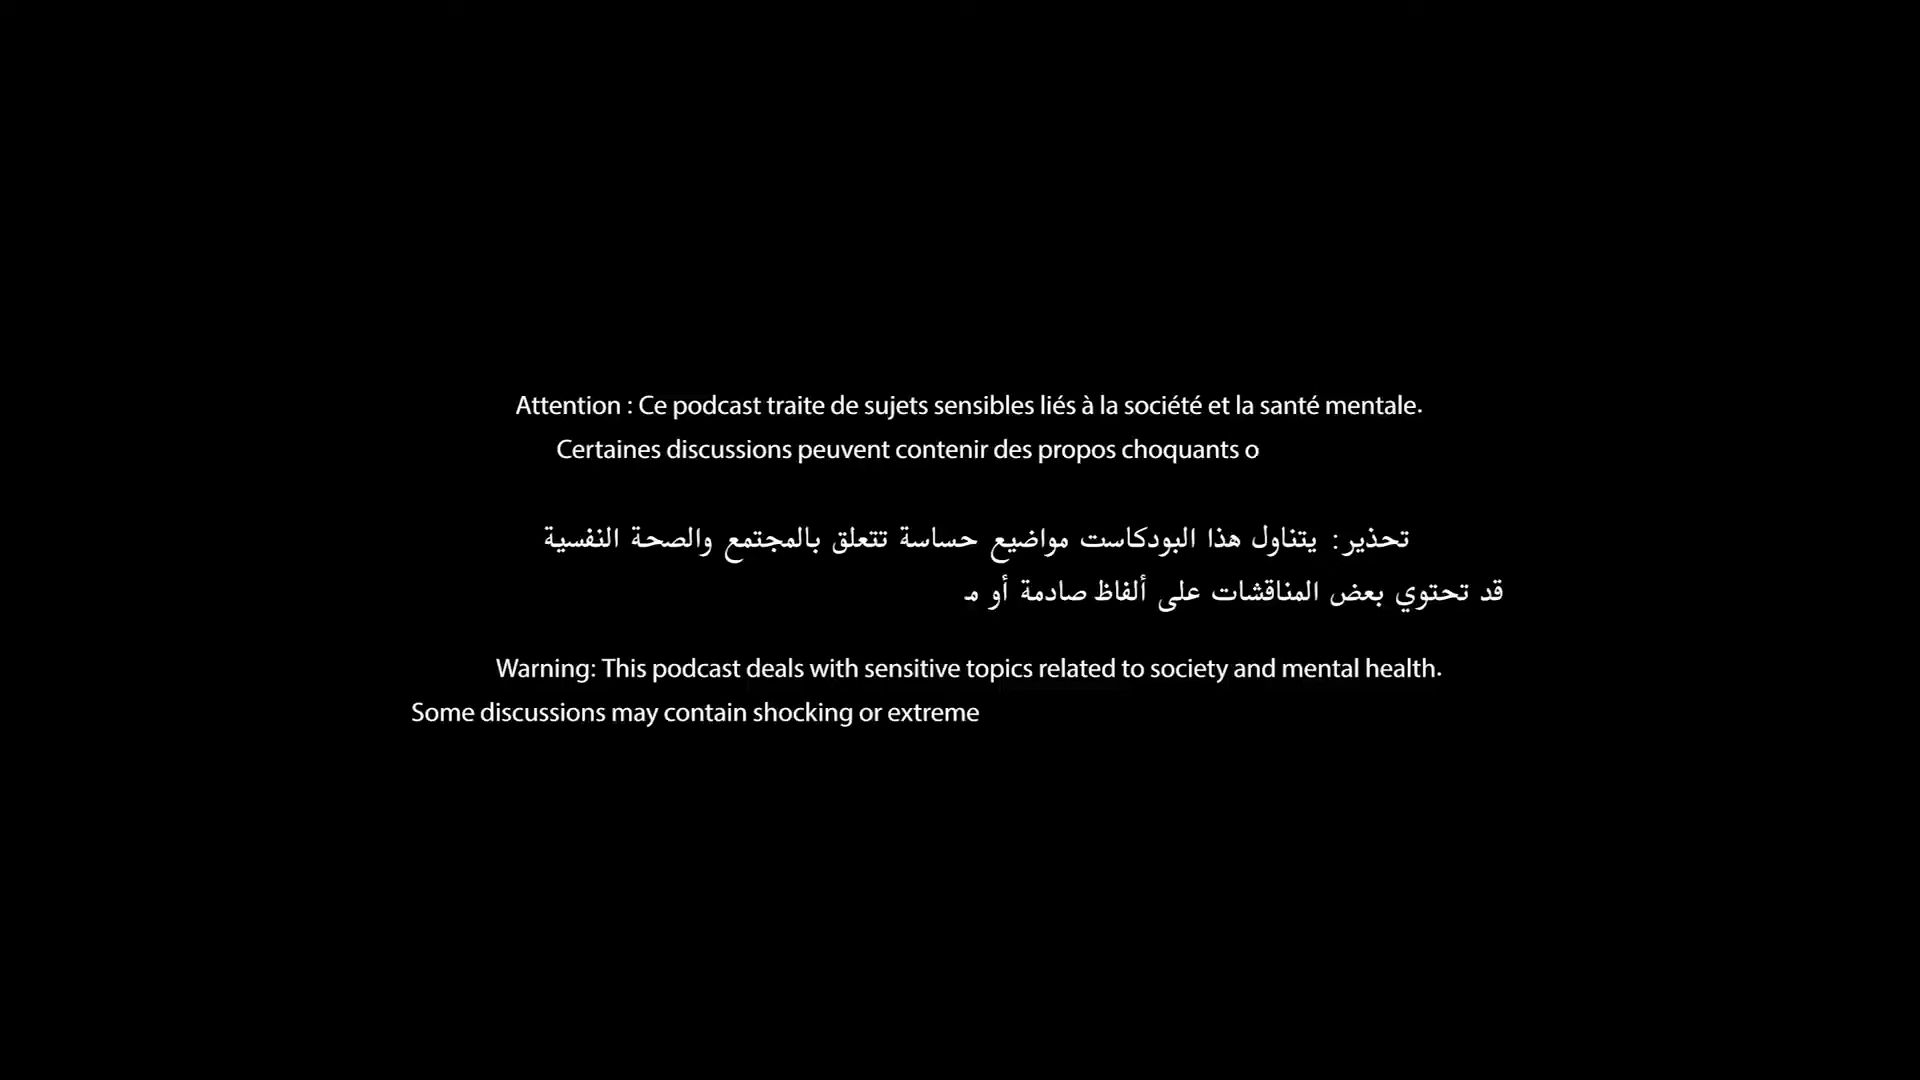 Attention : Ce podcast traite de sujets sensibles liés à la société et la santé mentale.
Certaines discussions peuvent contenir des propos choquants o
تحذير: يتناول هذا البودكاست مواضيع حساسة تتعلق بالمجتمع والصحة النفسية
قد تحتوي بعض المناقشات على ألفاظ صادمة أو مـ
Warning: This podcast deals with sensitive topics related to society and mental health.
Some discussions may contain shocking or extreme